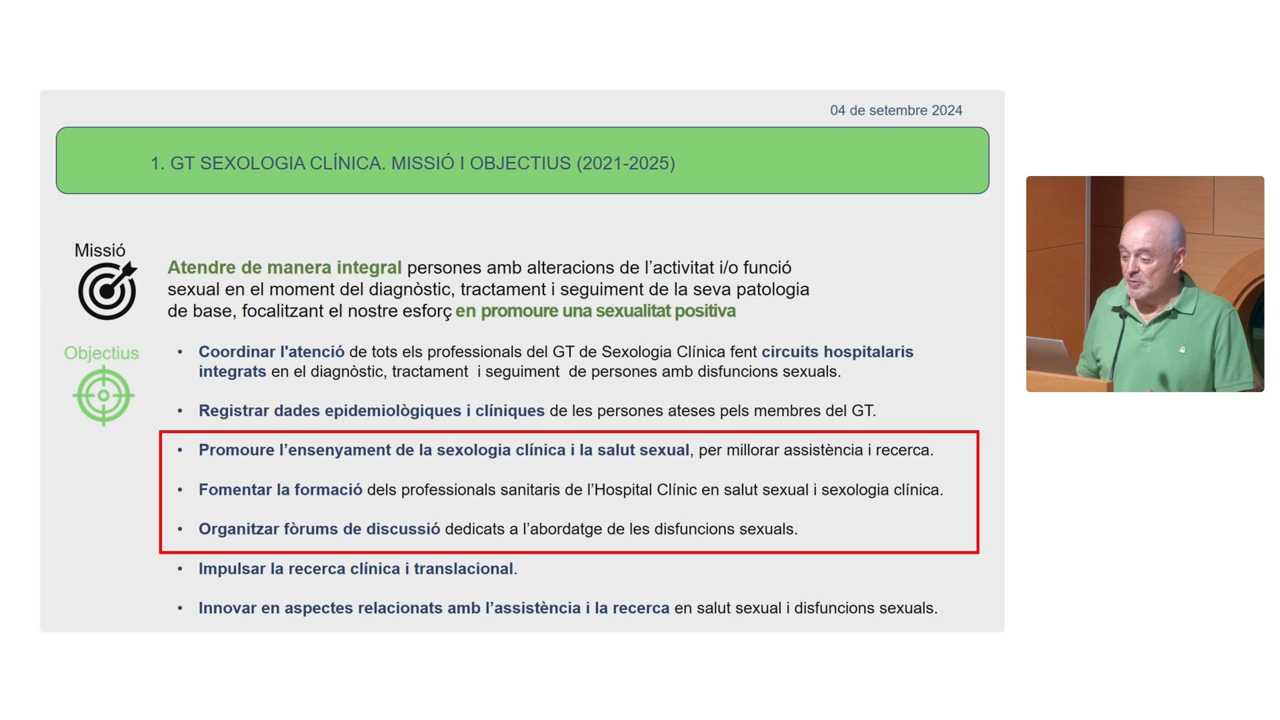 04 de setembre 2024
1. GT SEXOLOGIA CLÍNICA. MISSIÓ I OBJECTIUS (2021-2025)
Missió
Atendre de manera integral persones amb alteracions de l’activitat i/o funció
sexual en el moment del diagnòstic, tractament i seguiment de la seva patologia
de base, focalitzant el nostre esforç en promoure una sexualitat positiva
Objectius
• Coordinar l'atenció de tots els professionals del GT de Sexologia Clínica fent circuits hospitalaris
integrats en el diagnòstic, tractament i seguiment de persones amb disfuncions sexuals.
• Registrar dades epidemiològiques i clíniques de les persones ateses pels membres del GT.
• Promoure l’ensenyament de la sexologia clínica i la salut sexual, per millorar assistència i recerca.
• Fomentar la formació dels professionals sanitaris de l’Hospital Clínic en salut sexual i sexologia clínica.
• Organitzar fòrums de discussió dedicats a l’abordatge de les disfuncions sexuals.
• Impulsar la recerca clínica i translacional.
• Innovar en aspectes relacionats amb l’assistència i la recerca en salut sexual i disfuncions sexuals.